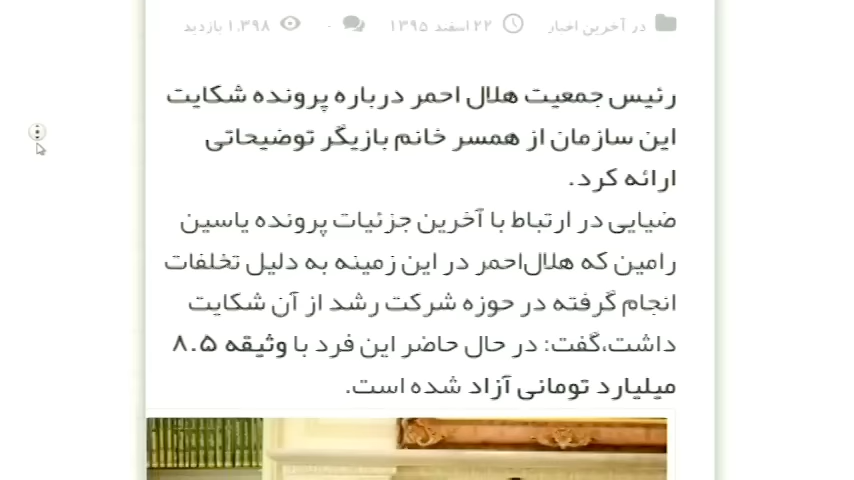 در آخرین اخبار ۲۲ اسفند ۱۳۹۵ ۰ ۱,۳۹۸ بازدید
رئیس جمعیت هلال احمر درباره پرونده شکایت
این سازمان از همسر خانم بازیگر توضیحاتی
ارائه کرد.
ضیایی در ارتباط با آخرین جزئیات پرونده یاسین
رامین که هلال‌احمر در این زمینه به دلیل تخلفات
انجام گرفته در حوزه شرکت رشد از آن شکایت
داشت،گفت: در حال حاضر این فرد با وثیقه ۸.۵
میلیارد تومانی آزاد شده است.